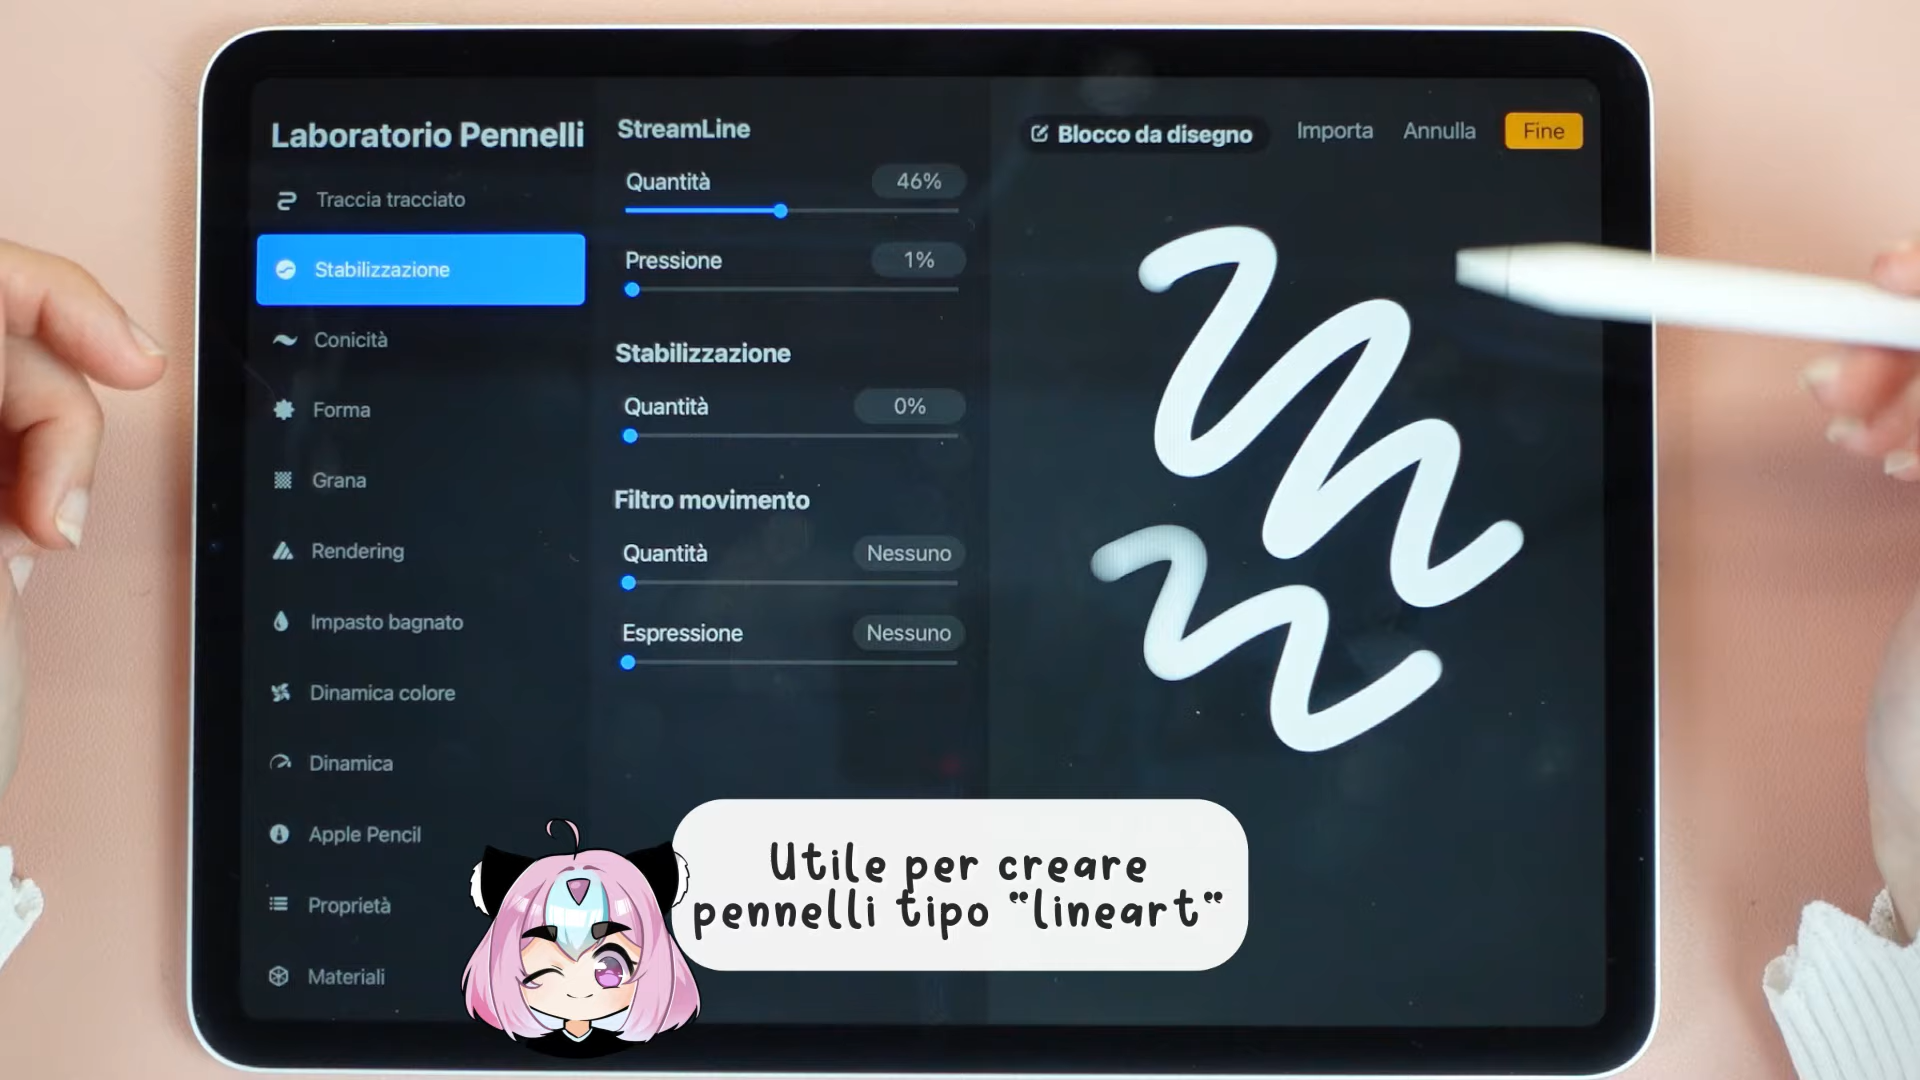 Laboratorio Pennelli
Traccia tracciato
Stabilizzazione
Conicità
Forma
Grana
Rendering
Impasto bagnato
Dinamica colore
Dinamica
Apple Pencil
Proprietà
Materiali
StreamLine
Quantità 46%
Pressione 1%
Stabilizzazione
Quantità 0%
Filtro movimento
Quantità Nessuno
Espressione Nessuno
Blocco da disegno Importa Annulla Fine
Utile per creare
pennelli tipo "lineart"